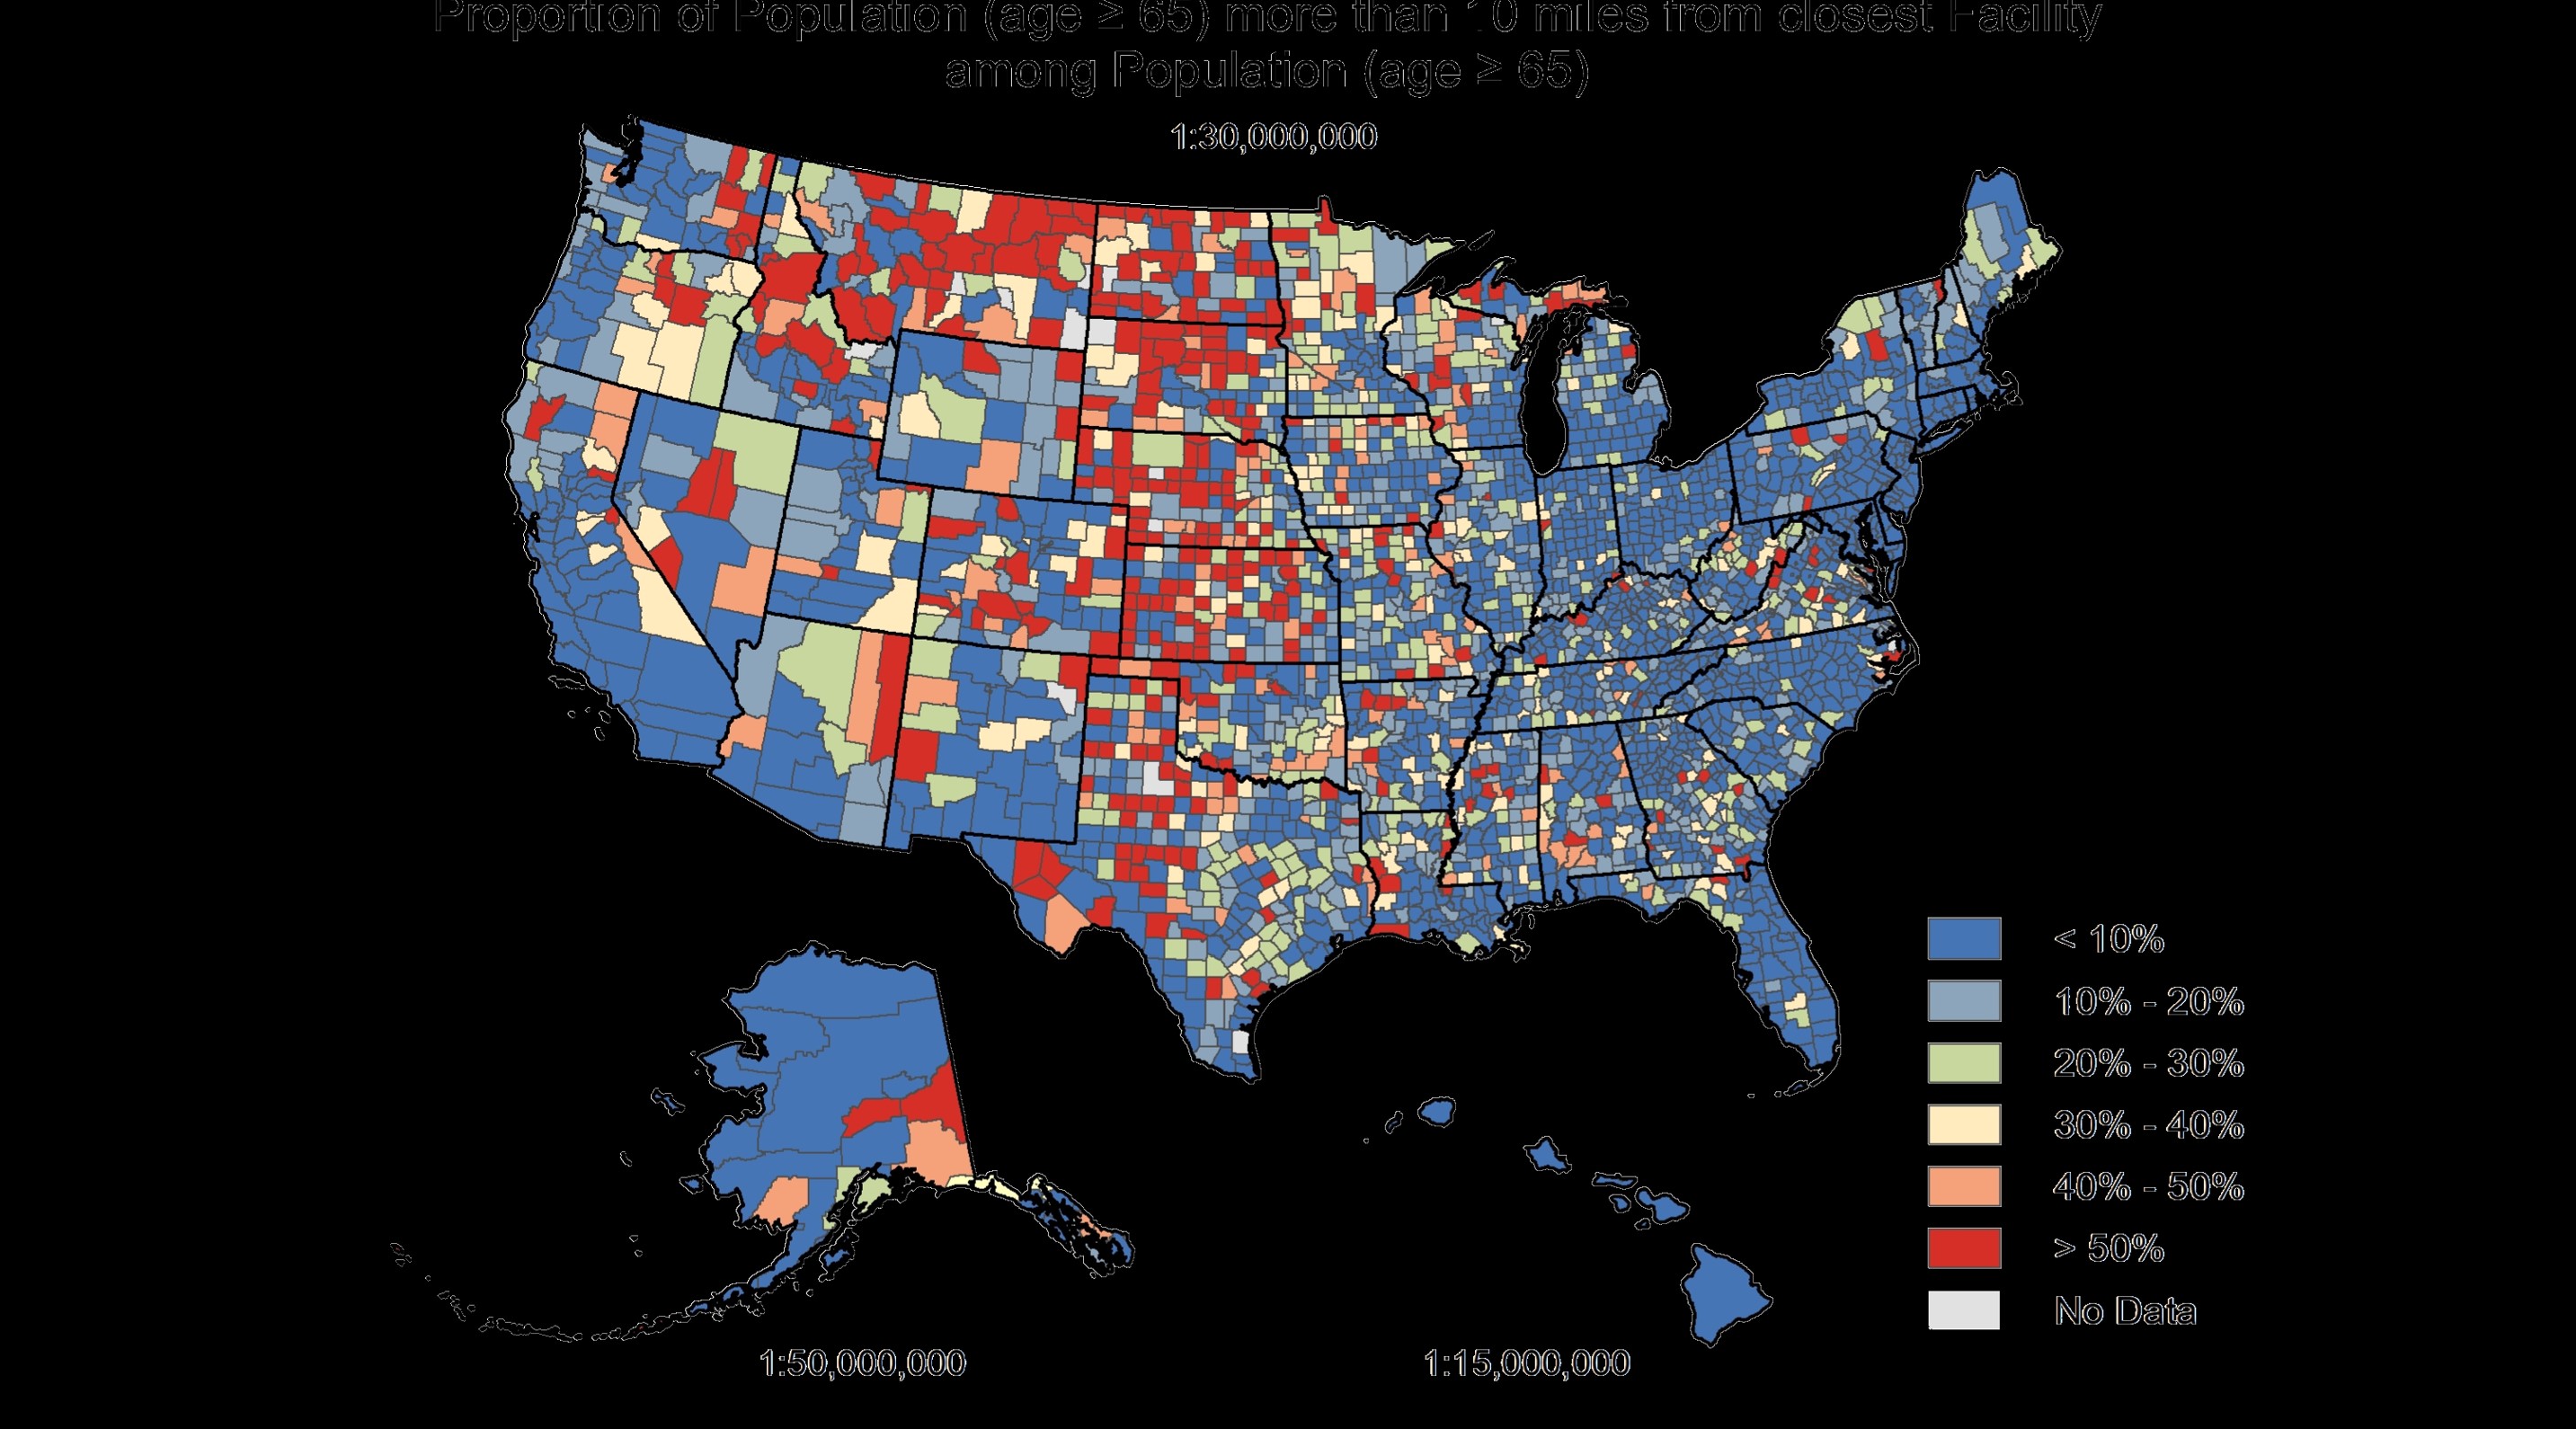 Proportion of Population (age ≥ 65) more than 10 miles from closest Facility
among Population (age ≥ 65)
1:30,000,000
< 10%
10% - 20%
20% - 30%
30% - 40%
40% - 50%
> 50%
No Data
1:50,000,000
1:15,000,000